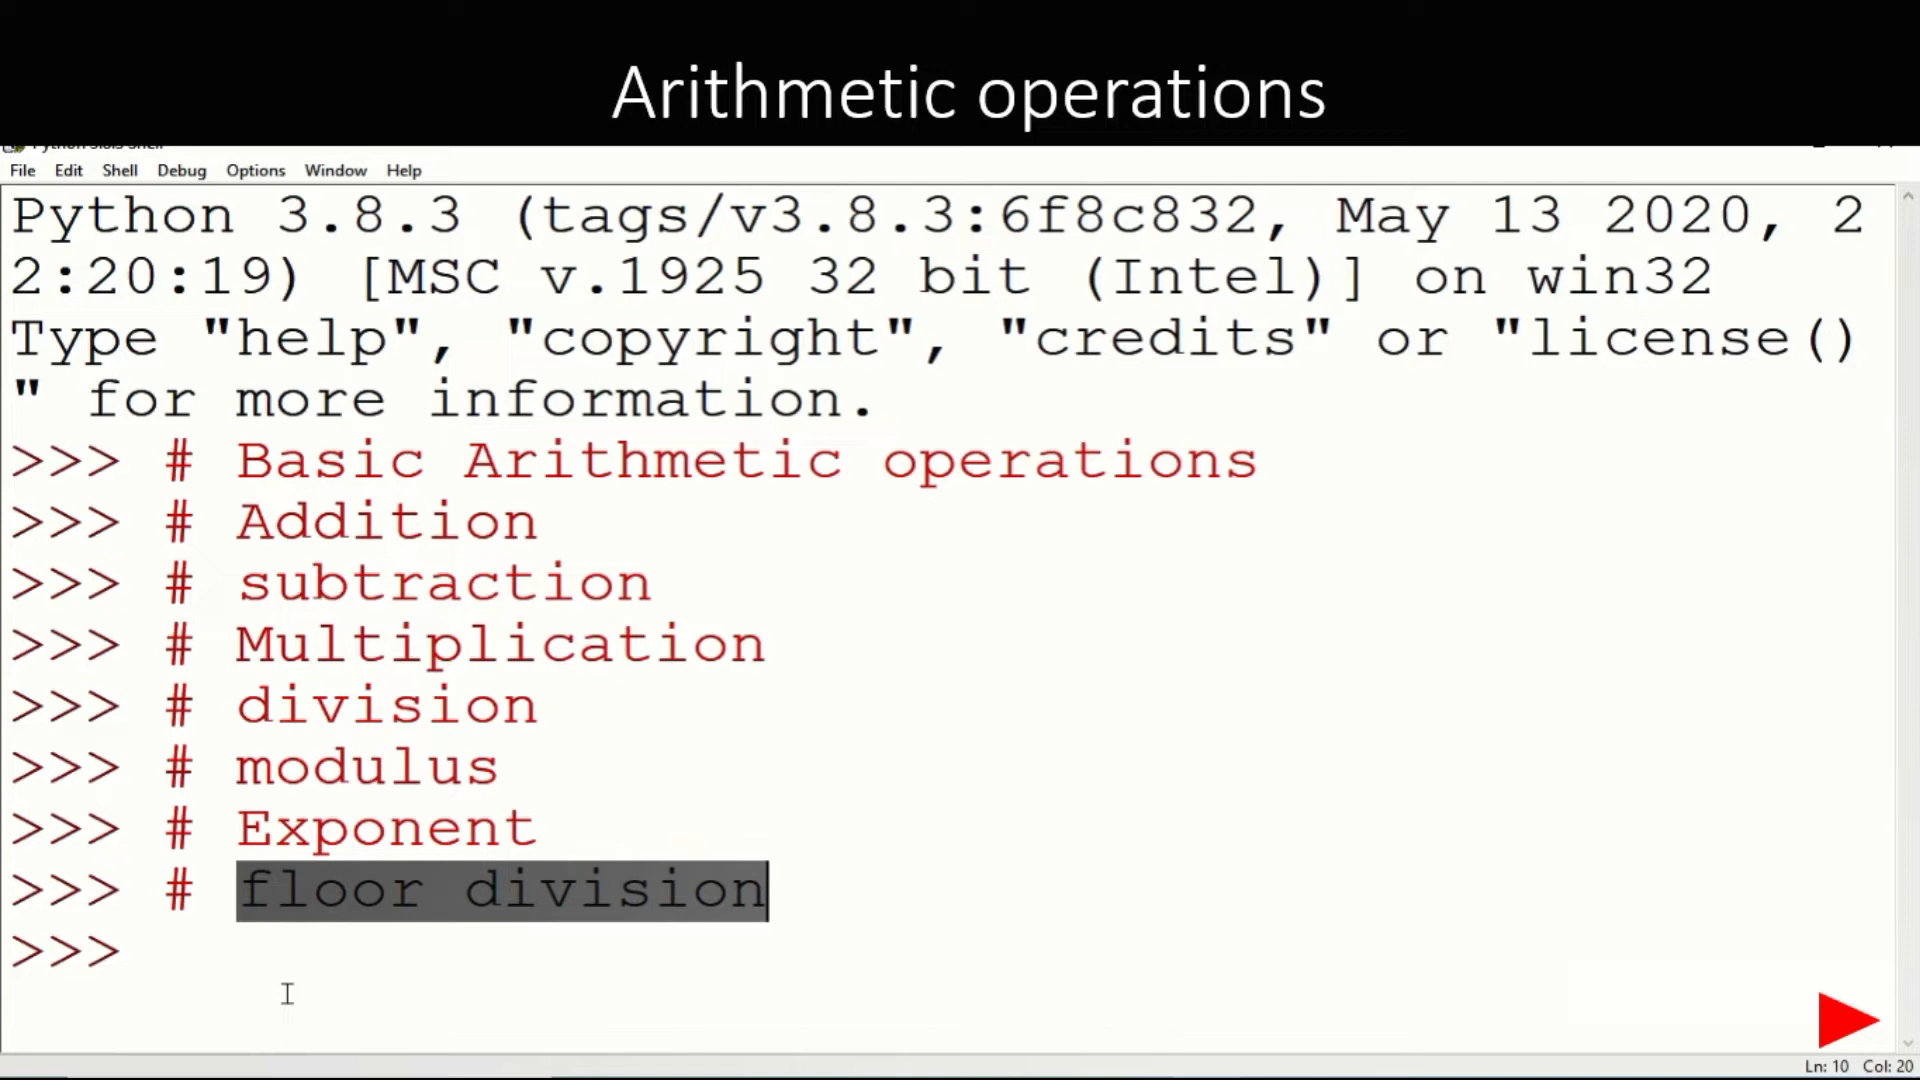 Arithmetic operations
File Edit Shell Debug Options Window Help
Python 3.8.3 (tags/v3.8.3:6f8c832, May 13 2020, 2
2:20:19) [MSC v.1925 32 bit (Intel)] on win32
Type "help", "copyright", "credits" or "license()
" for more information.
>>> # Basic Arithmetic operations
>>> # Addition
>>> # subtraction
>>> # Multiplication
>>> # division
>>> # modulus
>>> # Exponent
>>> # floor division
>>>
Ln: 10 Col: 20